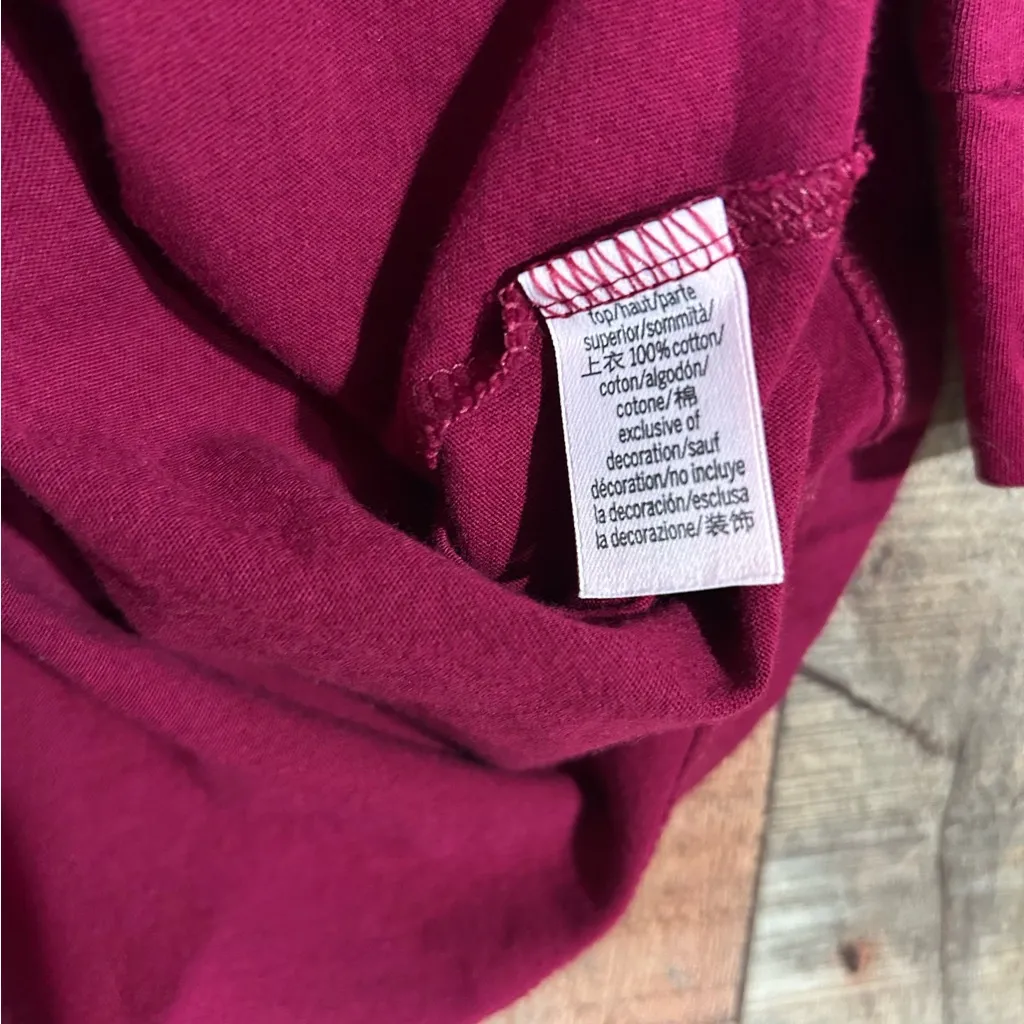 top/haut/parte
superior/sommità/
上衣 100% cotton/
coton/algodón/
cotone/棉
exclusive of
decoration/sauf
décoration/no incluye
la decoración/esclusa
la decorazione/装饰